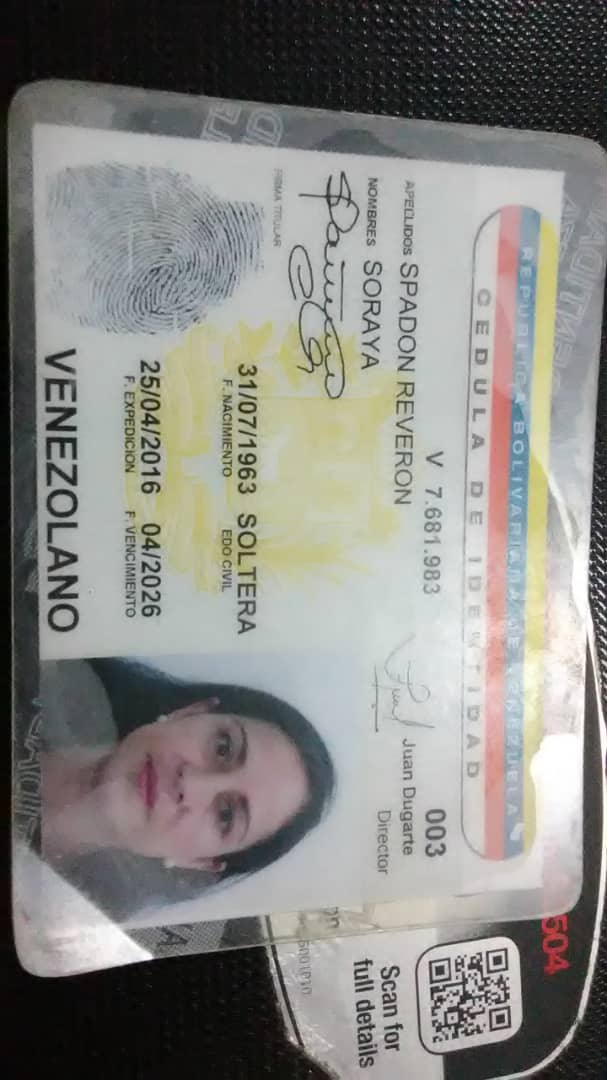 REPUBLICA BOLIVARIANA DE VENEZUELA
CEDULA DE IDENTIDAD
V 7.681.983
003
APELLIDOS SPADON REVERON
Juan Dugarte
Director
NOMBRES SORAYA
FIRMA TITULAR
31/07/1963 SOLTERA
F. NACIMIENTO EDO CIVIL
25/04/2016 04/2026
F. EXPEDICION F. VENCIMIENTO
VENEZOLANO
504
Scan for
full details